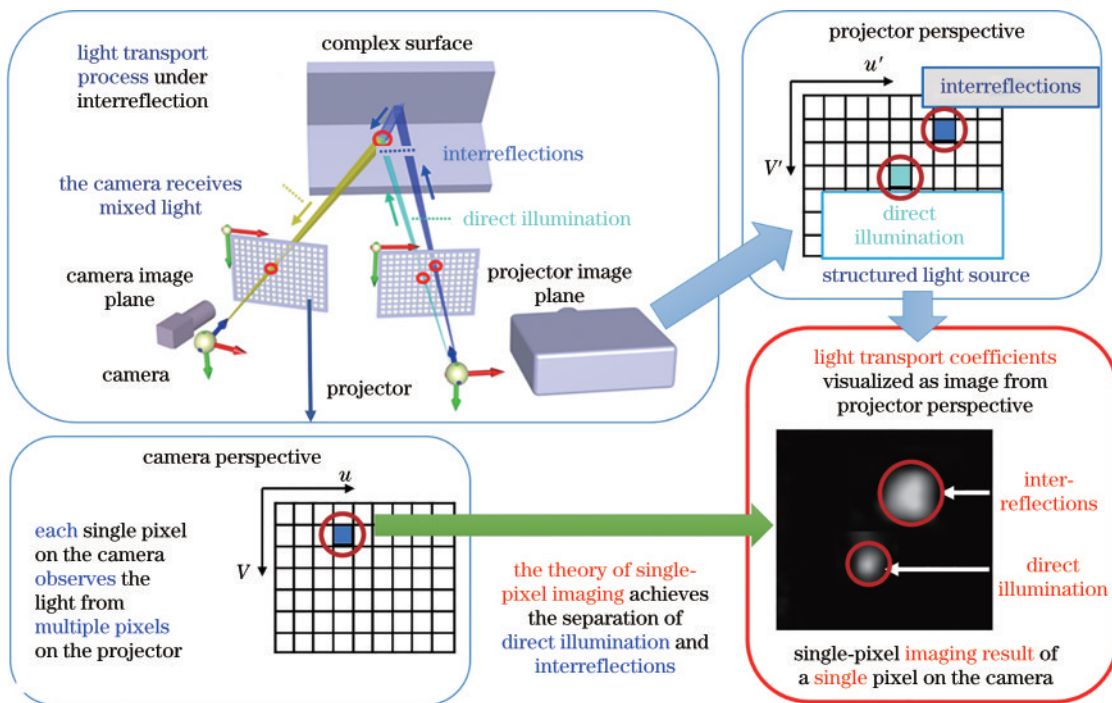 light transport
process under
interreflection
complex surface
interreflections
the camera receives
mixed light
direct illumination
camera image
plane
projector image
plane
camera
projector
projector perspective
u'
interreflections
V'
direct
illumination
structured light source
camera perspective
u
V
each single pixel
on the camera
observes the
light from
multiple pixels
on the projector
the theory of single-
pixel imaging achieves
the separation of
direct illumination and
interreflections
light transport coefficients
visualized as image from
projector perspective
inter-
reflections
direct
illumination
single-pixel imaging result of
a single pixel on the camera